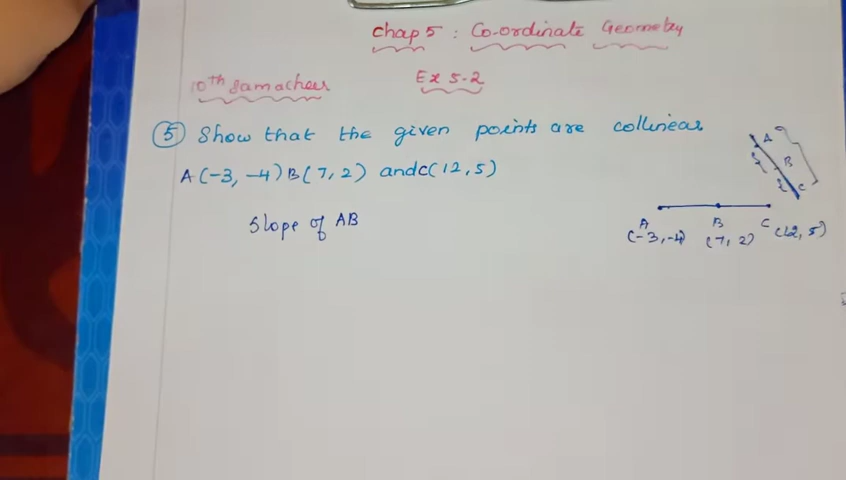 Chap 5 : Co-ordinate Geometry
10th Samacheer
Ex 5-2
⑤ Show that the given points are collinear
A(-3, -4) B(7, 2) and C(12, 5)
Slope of AB
A B C
A B C
(-3, -4) (7, 2) (12, 5)